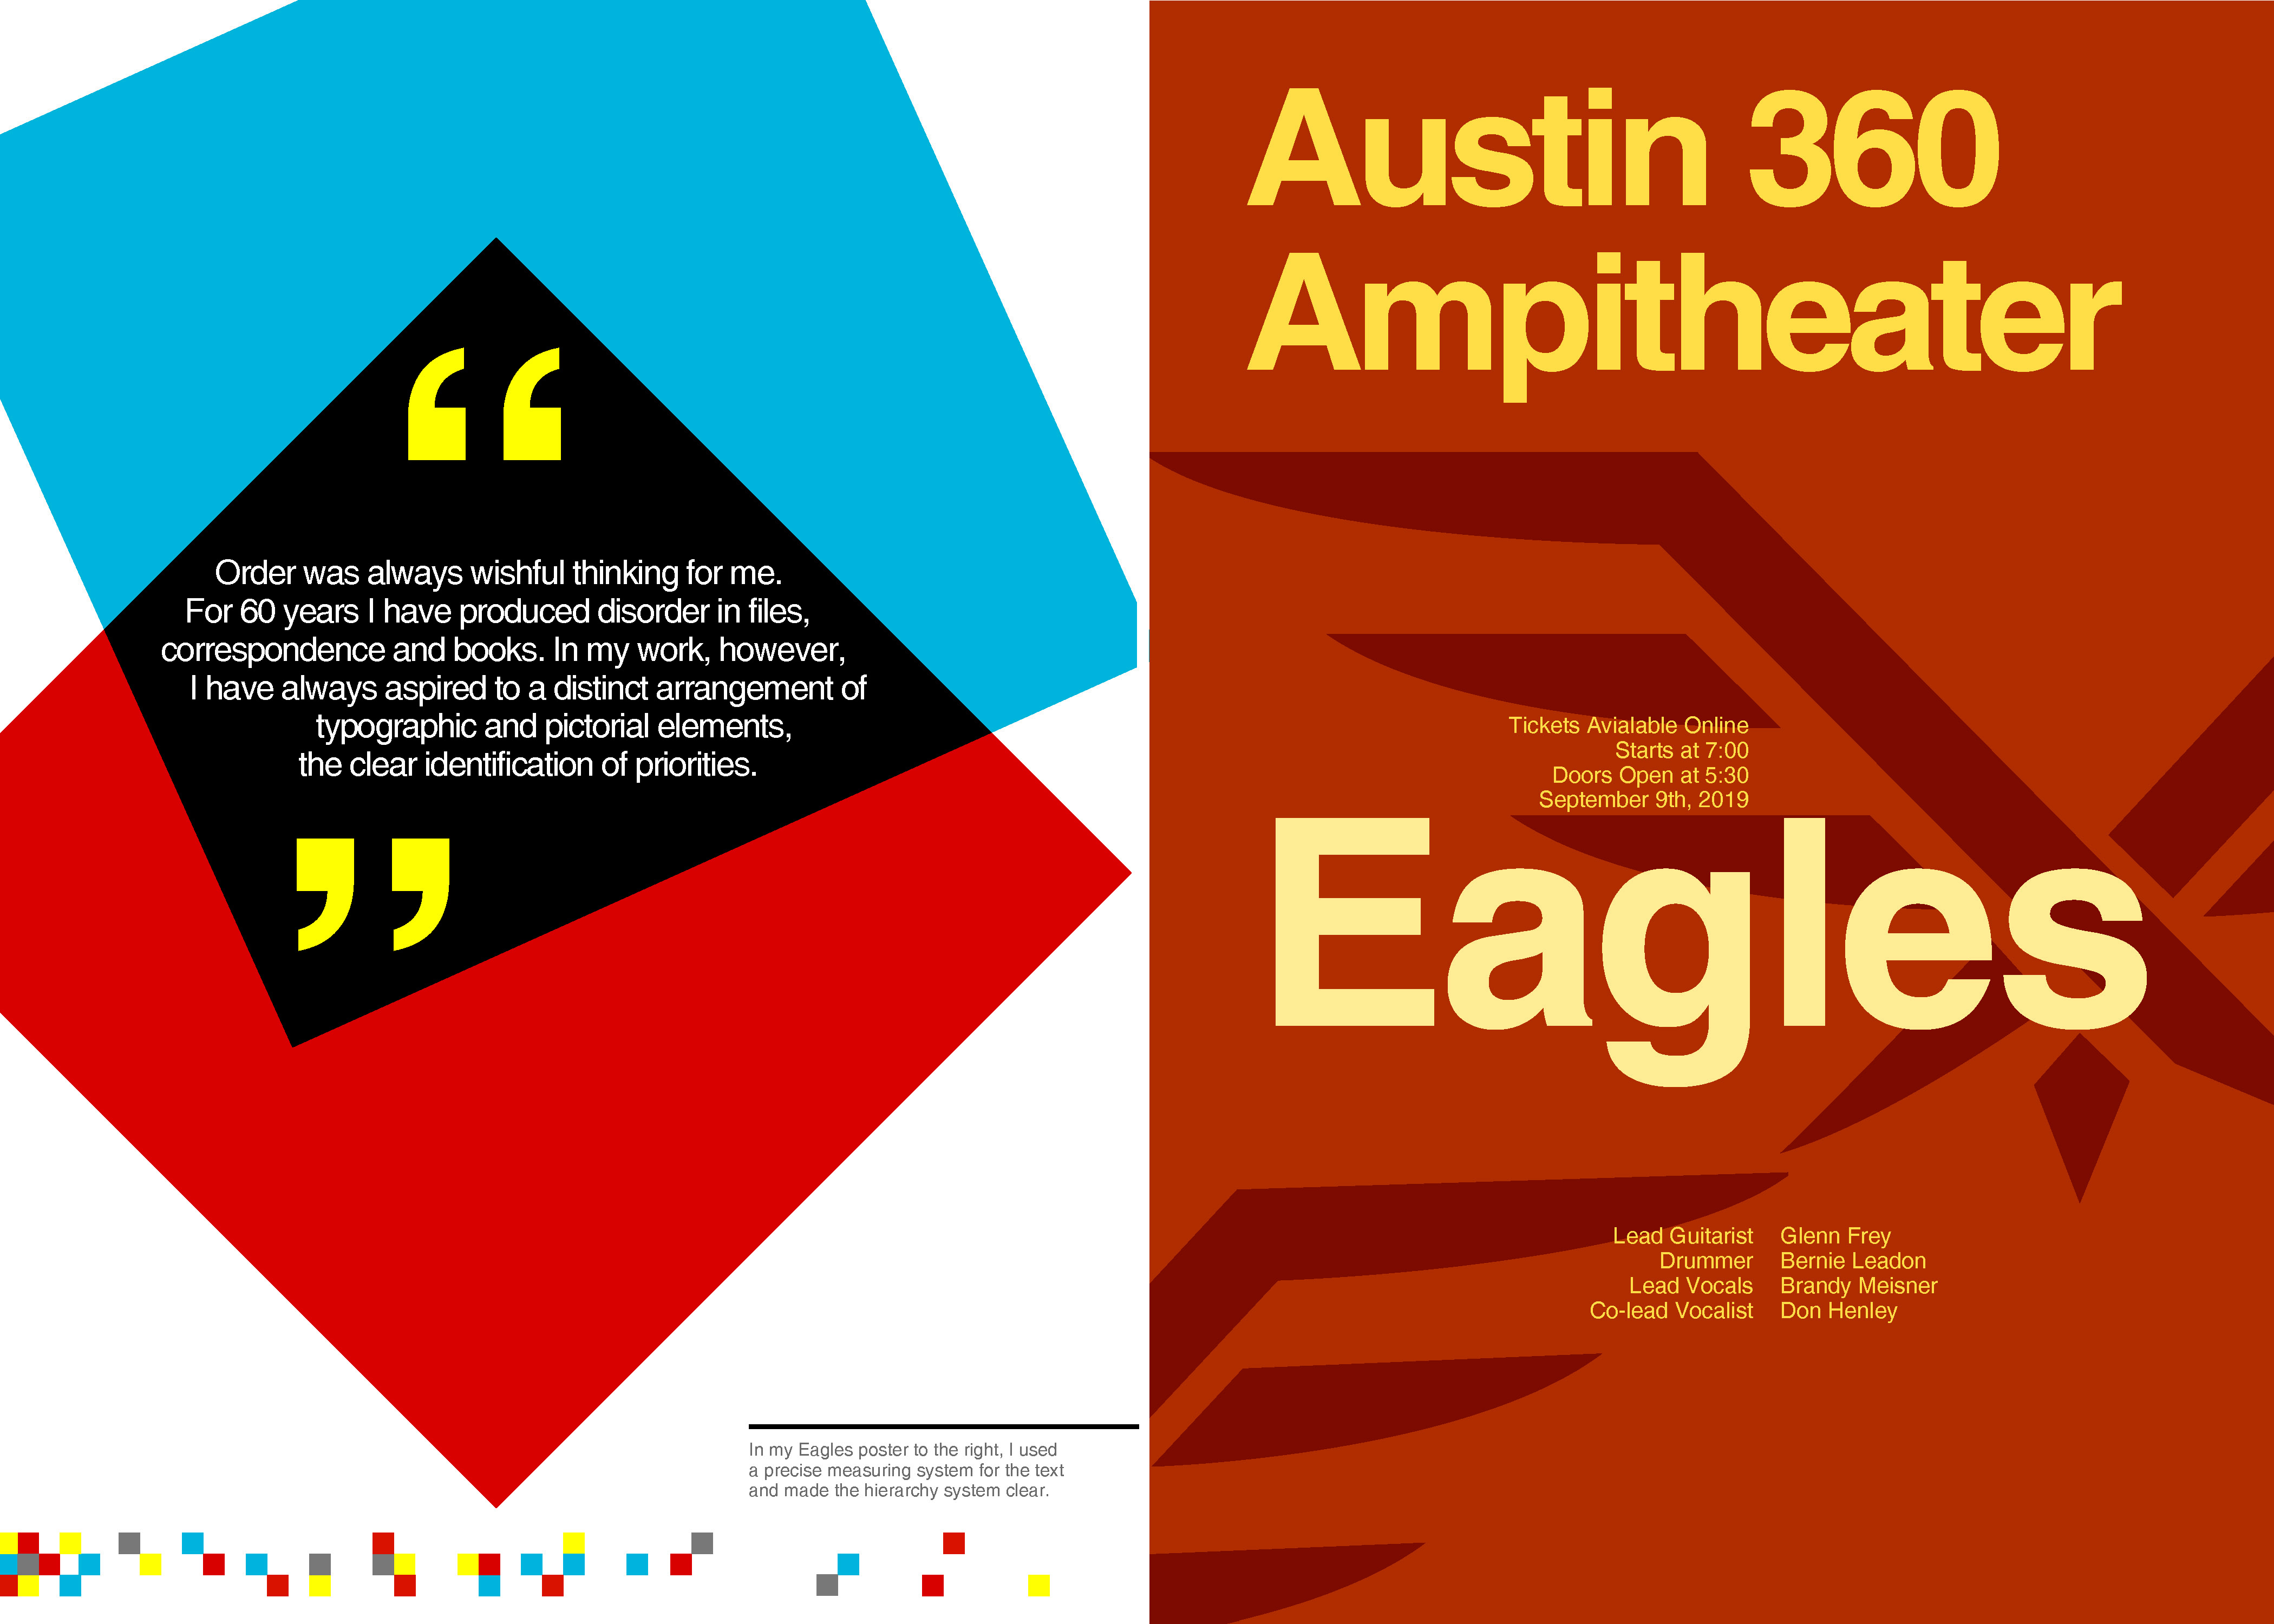 “
Order was always wishful thinking for me.
For 60 years I have produced disorder in files,
correspondence and books. In my work, however,
I have always aspired to a distinct arrangement of
typographic and pictorial elements,
the clear identification of priorities.
”
In my Eagles poster to the right, I used
a precise measuring system for the text
and made the hierarchy system clear.
Austin 360
Ampitheater
Tickets Avialable Online
Starts at 7:00
Doors Open at 5:30
September 9th, 2019
Eagles
Lead Guitarist Glenn Frey
Drummer Bernie Leadon
Lead Vocals Brandy Meisner
Co-lead Vocalist Don Henley